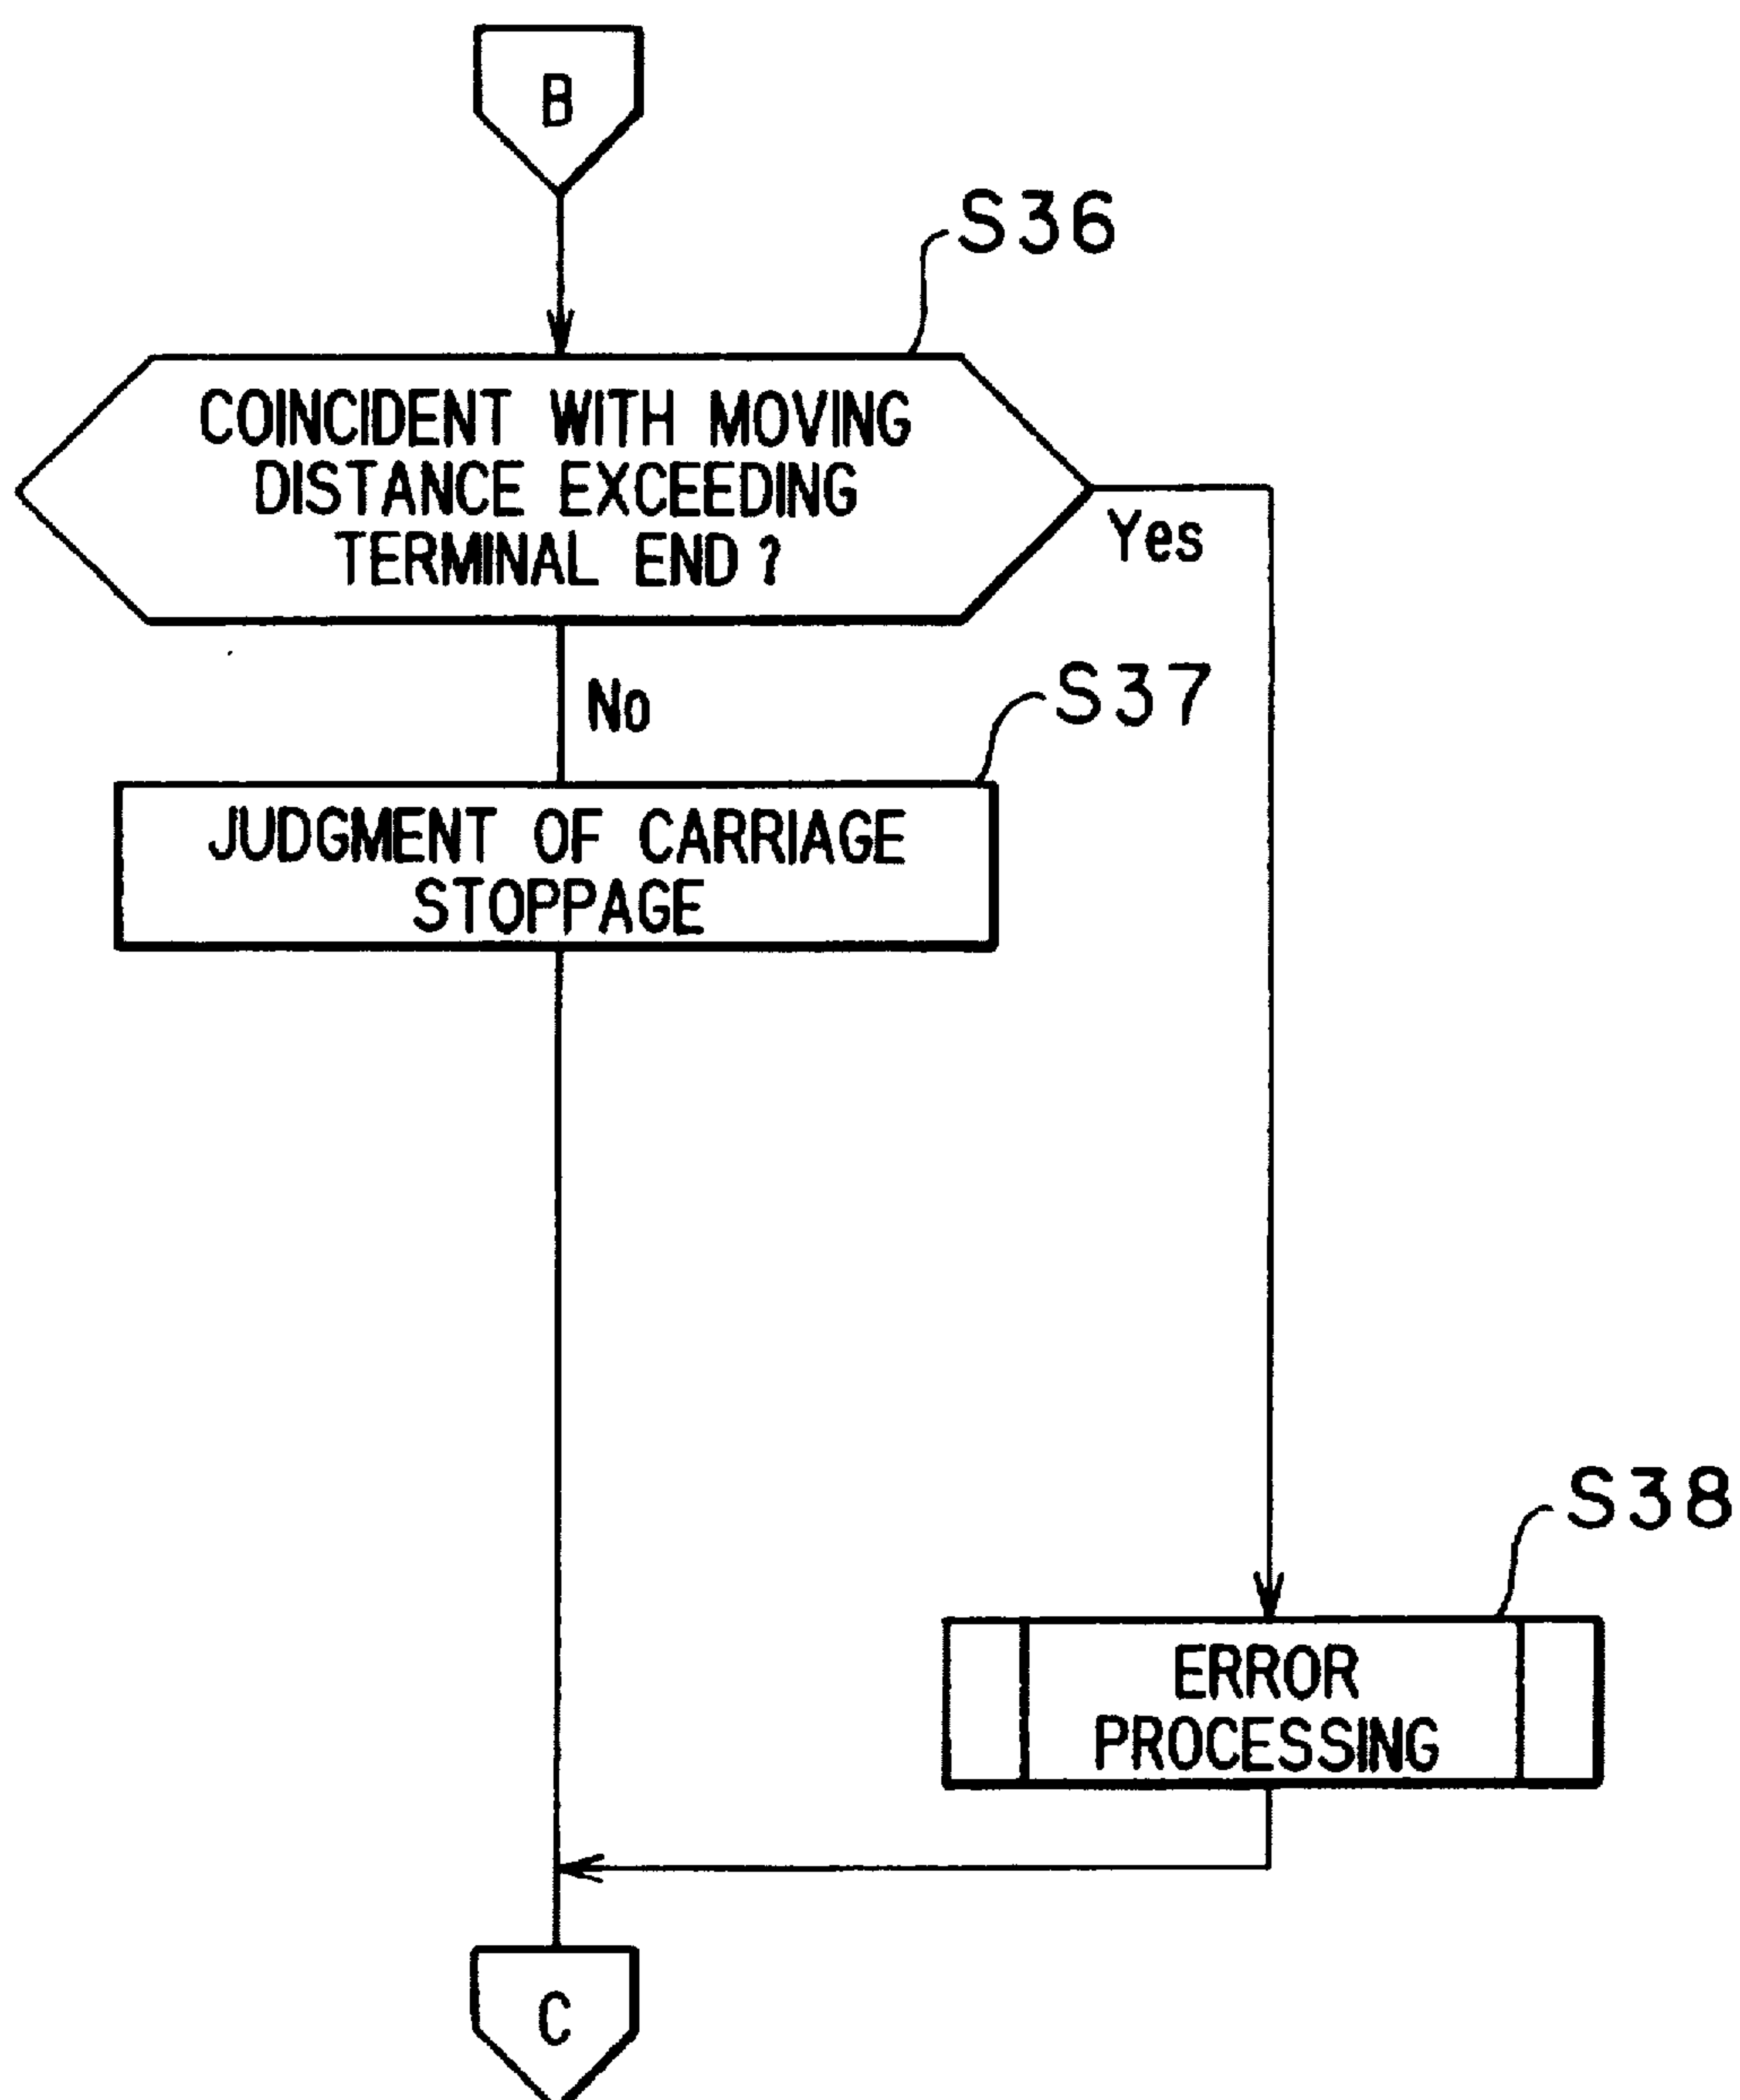 B
S36
COINCIDENT WITH MOVING
DISTANCE EXCEEDING
TERMINAL END ?
Yes
No
S37
JUDGMENT OF CARRIAGE
STOPPAGE
S38
ERROR
PROCESSING
C